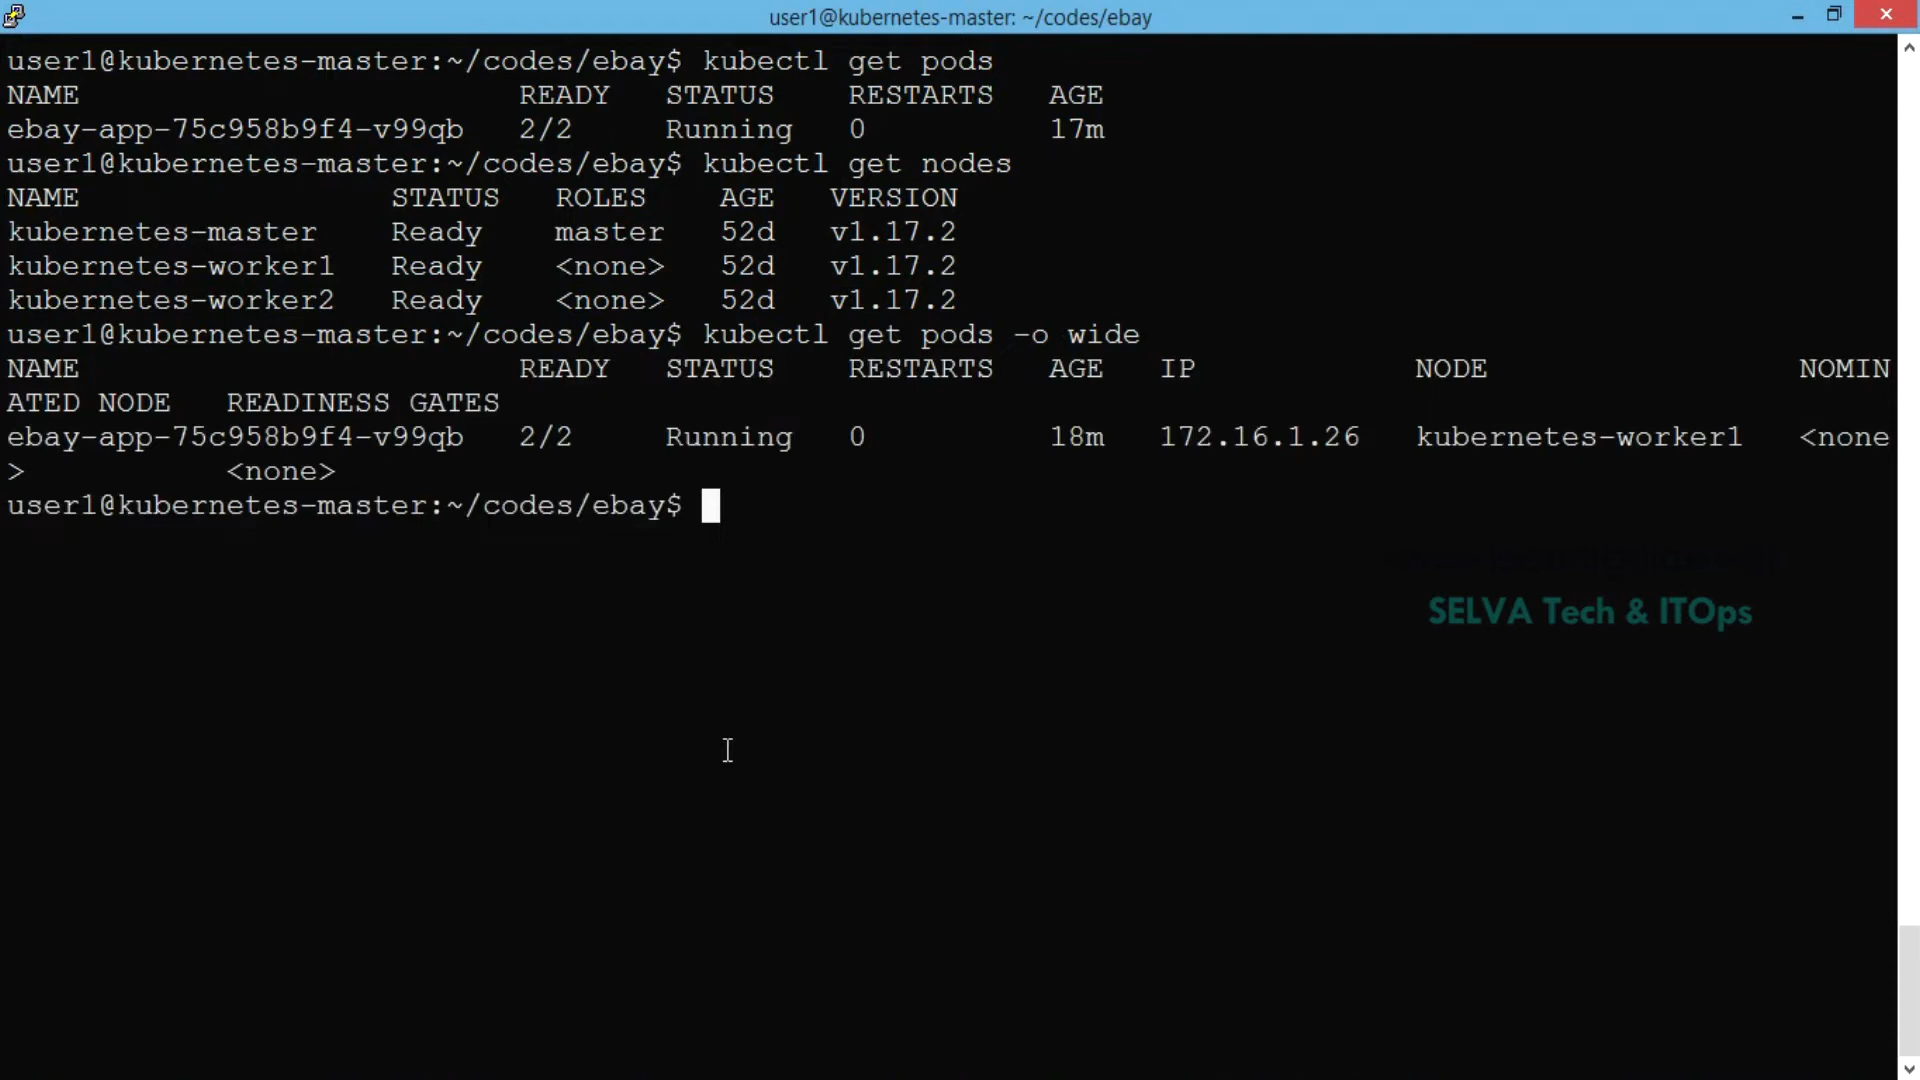 user1@kubernetes-master: ~/codes/ebay
user1@kubernetes-master:~/codes/ebay$ kubectl get pods
NAME READY STATUS RESTARTS AGE
ebay-app-75c958b9f4-v99qb 2/2 Running 0 17m
user1@kubernetes-master:~/codes/ebay$ kubectl get nodes
NAME STATUS ROLES AGE VERSION
kubernetes-master Ready master 52d v1.17.2
kubernetes-worker1 Ready <none> 52d v1.17.2
kubernetes-worker2 Ready <none> 52d v1.17.2
user1@kubernetes-master:~/codes/ebay$ kubectl get pods -o wide
NAME READY STATUS RESTARTS AGE IP NODE NOMIN
ATED NODE READINESS GATES
ebay-app-75c958b9f4-v99qb 2/2 Running 0 18m 172.16.1.26 kubernetes-worker1 <none
> <none>
user1@kubernetes-master:~/codes/ebay$
SELVA Tech & ITOps